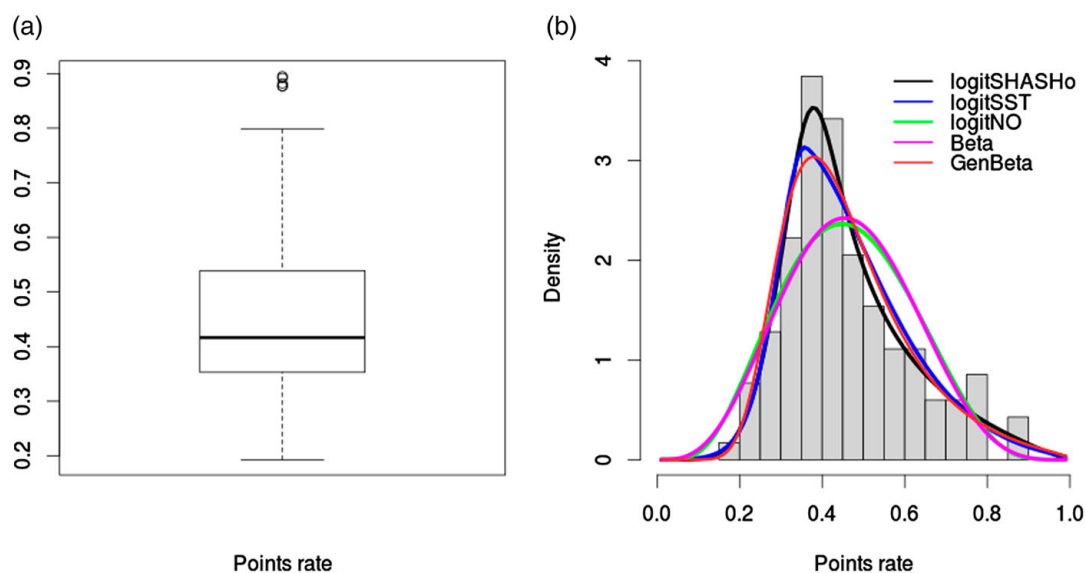 (a)
0.9
0.8
0.7
0.6
0.5
0.4
0.3
0.2
Points rate
(b)
4
3
2
1
0
Density
logitSHASHo
logitSST
logitNO
Beta
GenBeta
0.0 0.2 0.4 0.6 0.8 1.0
Points rate